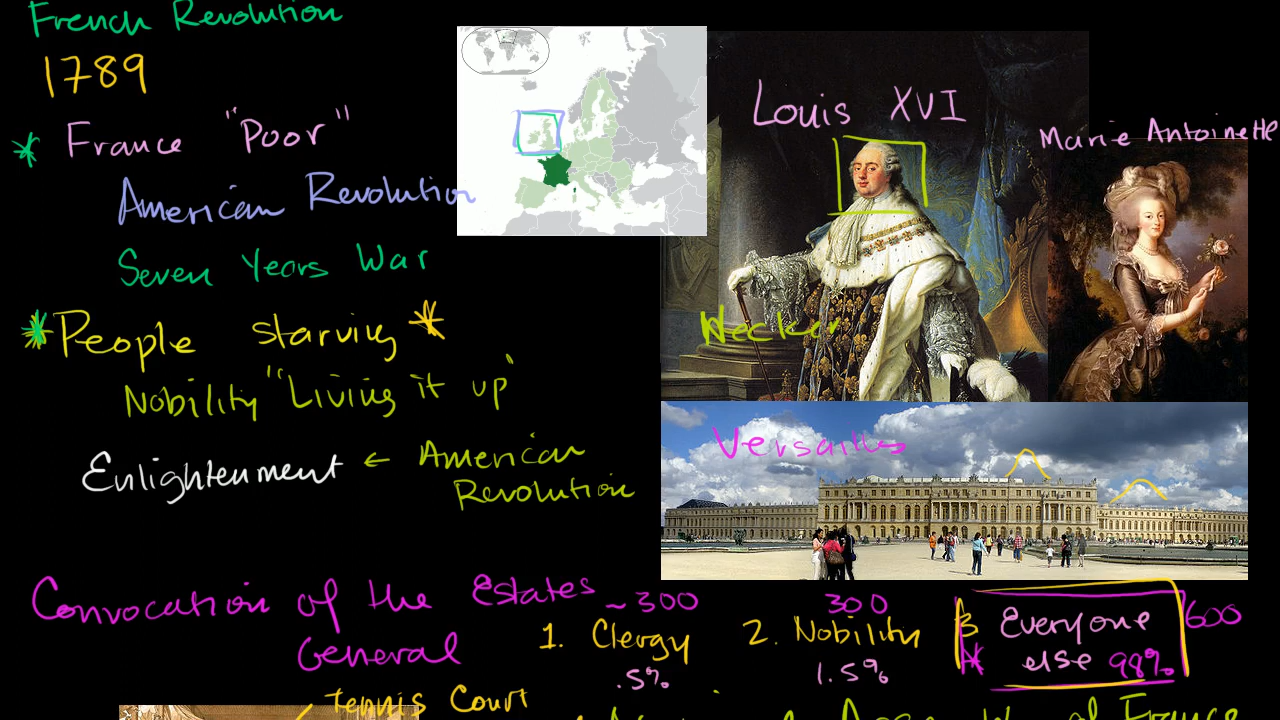 French Revolution
1789
* France "Poor"
American Revolution
Seven Years War
* People starving *
Nobility "Living it up"
Enlightenment ← American
Revolution
Louis XVI
Marie Antoinette
Necker
Versailles
Convocation of the Estates
General
~300
1. Clergy
.5%
300
2. Nobility
1.5%
3 Everyone 600
* else 98%
Tennis Court
of France